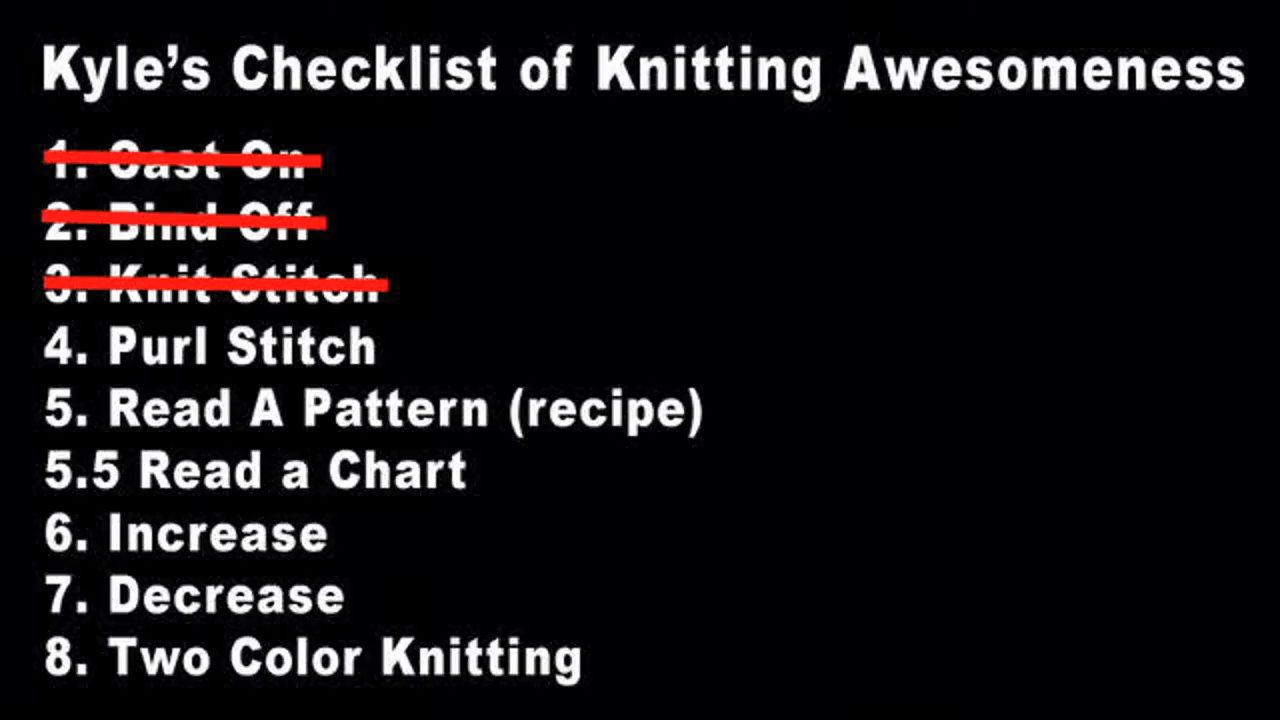 Kyle's Checklist of Knitting Awesomeness
1. Cast On
2. Bind Off
3. Knit Stitch
4. Purl Stitch
5. Read A Pattern (recipe)
5.5 Read a Chart
6. Increase
7. Decrease
8. Two Color Knitting